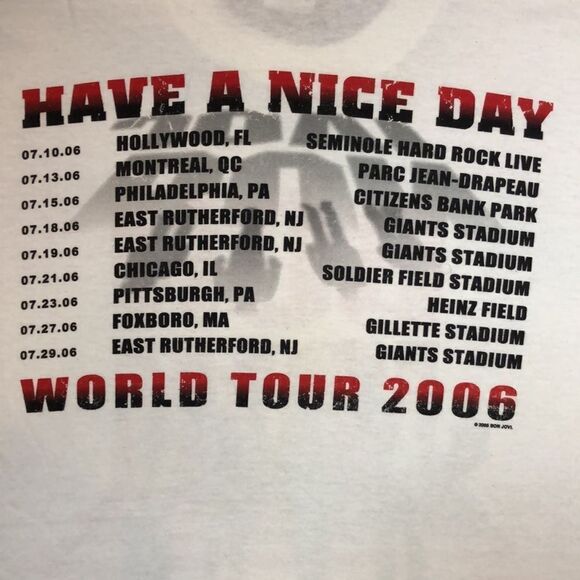 HAVE A NICE DAY
07.10.06 HOLLYWOOD, FL SEMINOLE HARD ROCK LIVE
07.13.06 MONTREAL, QC PARC JEAN-DRAPEAU
07.15.06 PHILADELPHIA, PA CITIZENS BANK PARK
07.18.06 EAST RUTHERFORD, NJ GIANTS STADIUM
07.19.06 EAST RUTHERFORD, NJ GIANTS STADIUM
07.21.06 CHICAGO, IL SOLDIER FIELD STADIUM
07.23.06 PITTSBURGH, PA HEINZ FIELD
07.27.06 FOXBORO, MA GILLETTE STADIUM
07.29.06 EAST RUTHERFORD, NJ GIANTS STADIUM
WORLD TOUR 2006
© 2005 BON JOVI.